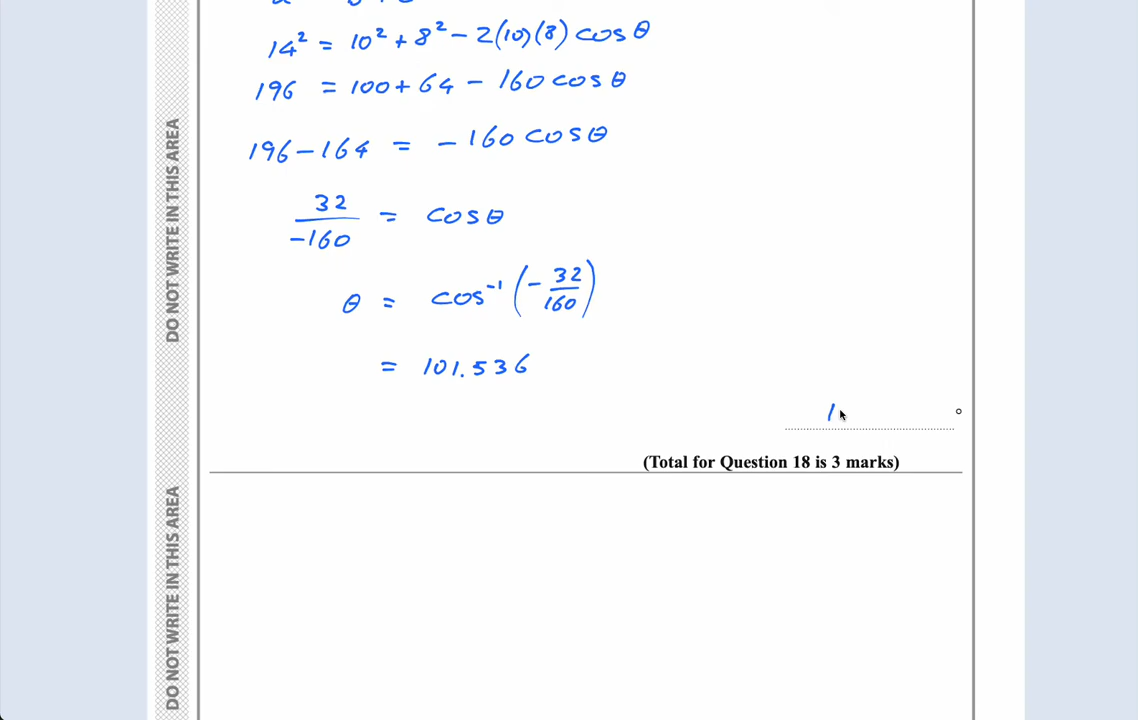 14² = 10² + 8² − 2(10)(8) cos θ
196 = 100 + 64 − 160 cos θ
196 − 164 = − 160 cos θ
32/−160 = cos θ
θ = cos⁻¹ (− 32/160)
= 101.536
1 °
(Total for Question 18 is 3 marks)
DO NOT WRITE IN THIS AREA
DO NOT WRITE IN THIS AREA